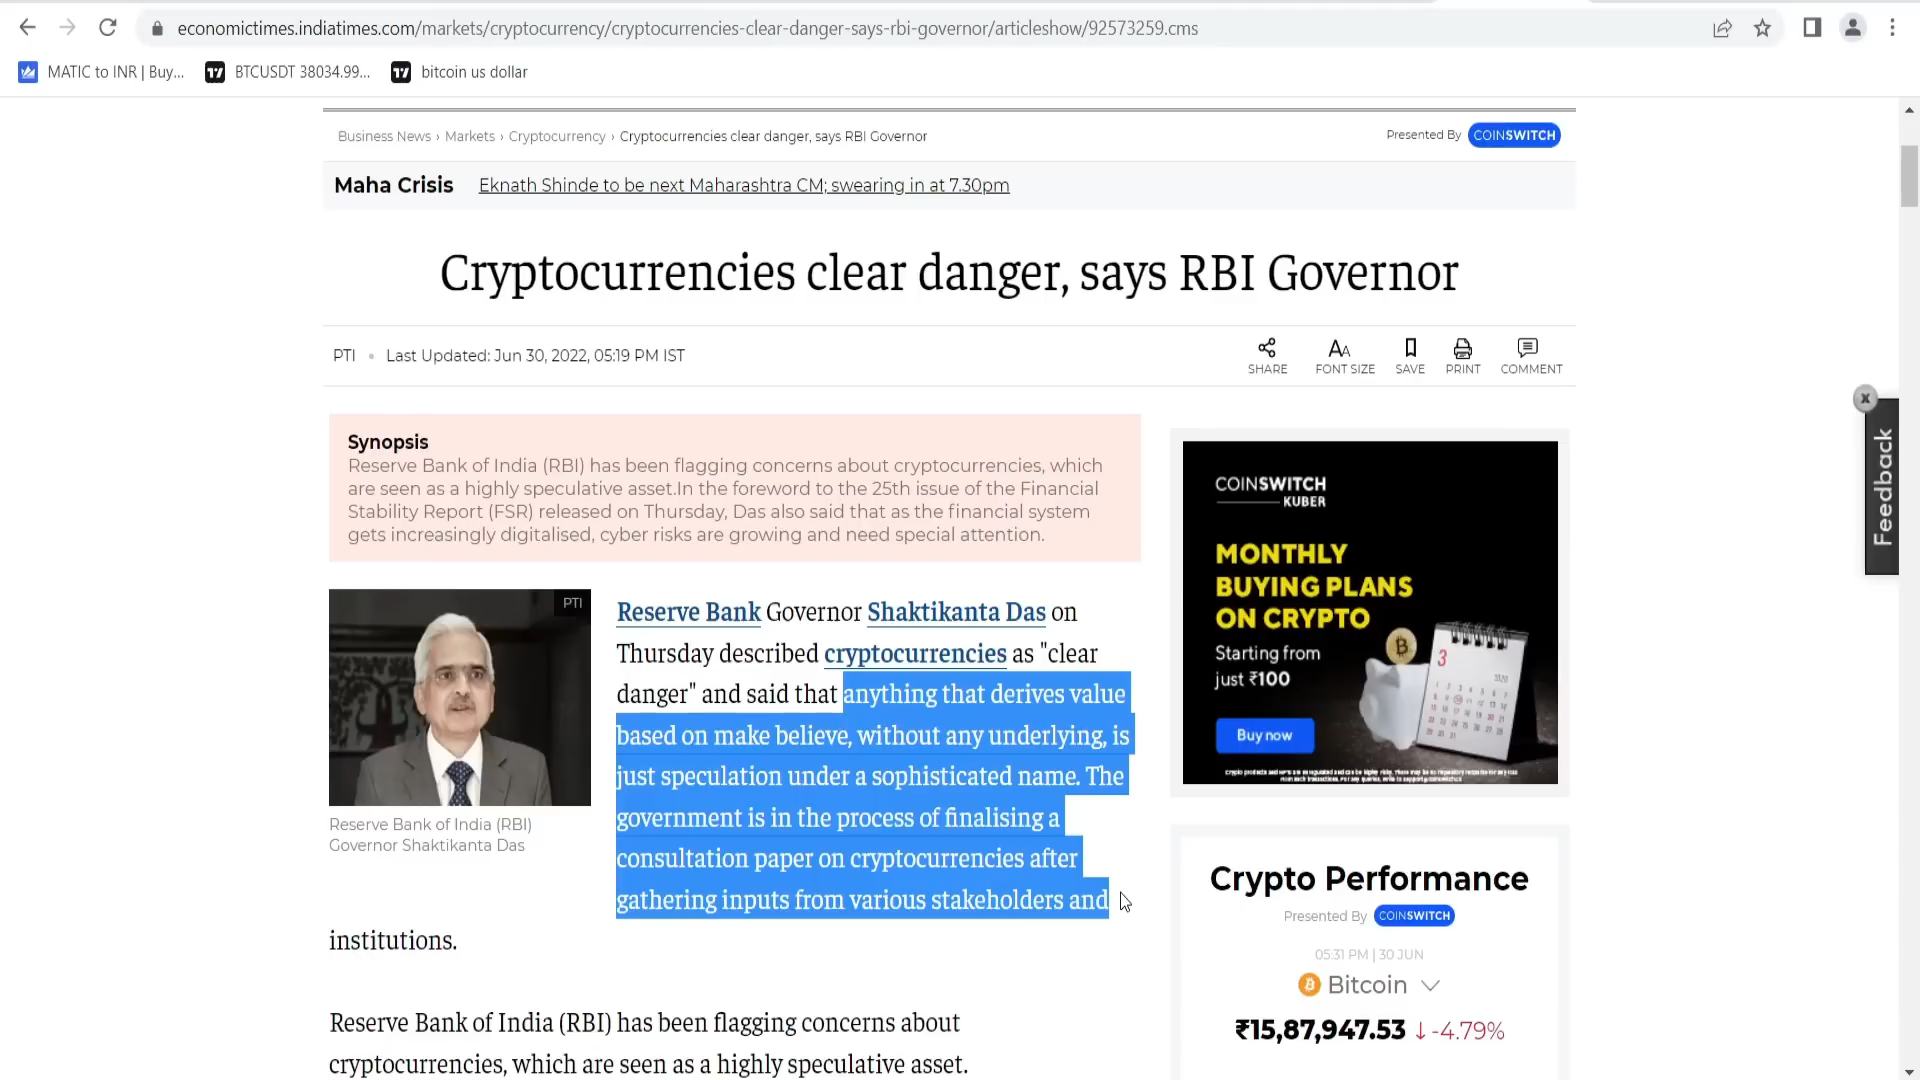 economictimes.indiatimes.com/markets/cryptocurrency/cryptocurrencies-clear-danger-says-rbi-governor/articleshow/92573259.cms
MATIC to INR | Buy...
BTCUSDT 38034.99...
bitcoin us dollar
Business News › Markets › Cryptocurrency › Cryptocurrencies clear danger, says RBI Governor
Presented By COINSWITCH
Maha Crisis
Eknath Shinde to be next Maharashtra CM; swearing in at 7.30pm
Cryptocurrencies clear danger, says RBI Governor
PTI • Last Updated: Jun 30, 2022, 05:19 PM IST
SHARE
FONT SIZE
SAVE
PRINT
COMMENT
Synopsis
Reserve Bank of India (RBI) has been flagging concerns about cryptocurrencies, which
are seen as a highly speculative asset.In the foreword to the 25th issue of the Financial
Stability Report (FSR) released on Thursday, Das also said that as the financial system
gets increasingly digitalised, cyber risks are growing and need special attention.
PTI
Reserve Bank of India (RBI)
Governor Shaktikanta Das
Reserve Bank Governor Shaktikanta Das on
Thursday described cryptocurrencies as "clear
danger" and said that anything that derives value
based on make believe, without any underlying, is
just speculation under a sophisticated name. The
government is in the process of finalising a
consultation paper on cryptocurrencies after
gathering inputs from various stakeholders and
institutions.
Reserve Bank of India (RBI) has been flagging concerns about
cryptocurrencies, which are seen as a highly speculative asset.
COINSWITCH
KUBER
MONTHLY
BUYING PLANS
ON CRYPTO
Starting from
just ₹100
Buy now
3
Crypto Performance
Presented By COINSWITCH
05:31 PM | 30 JUN
Bitcoin
₹15,87,947.53 ↓ -4.79%
x
Feedback